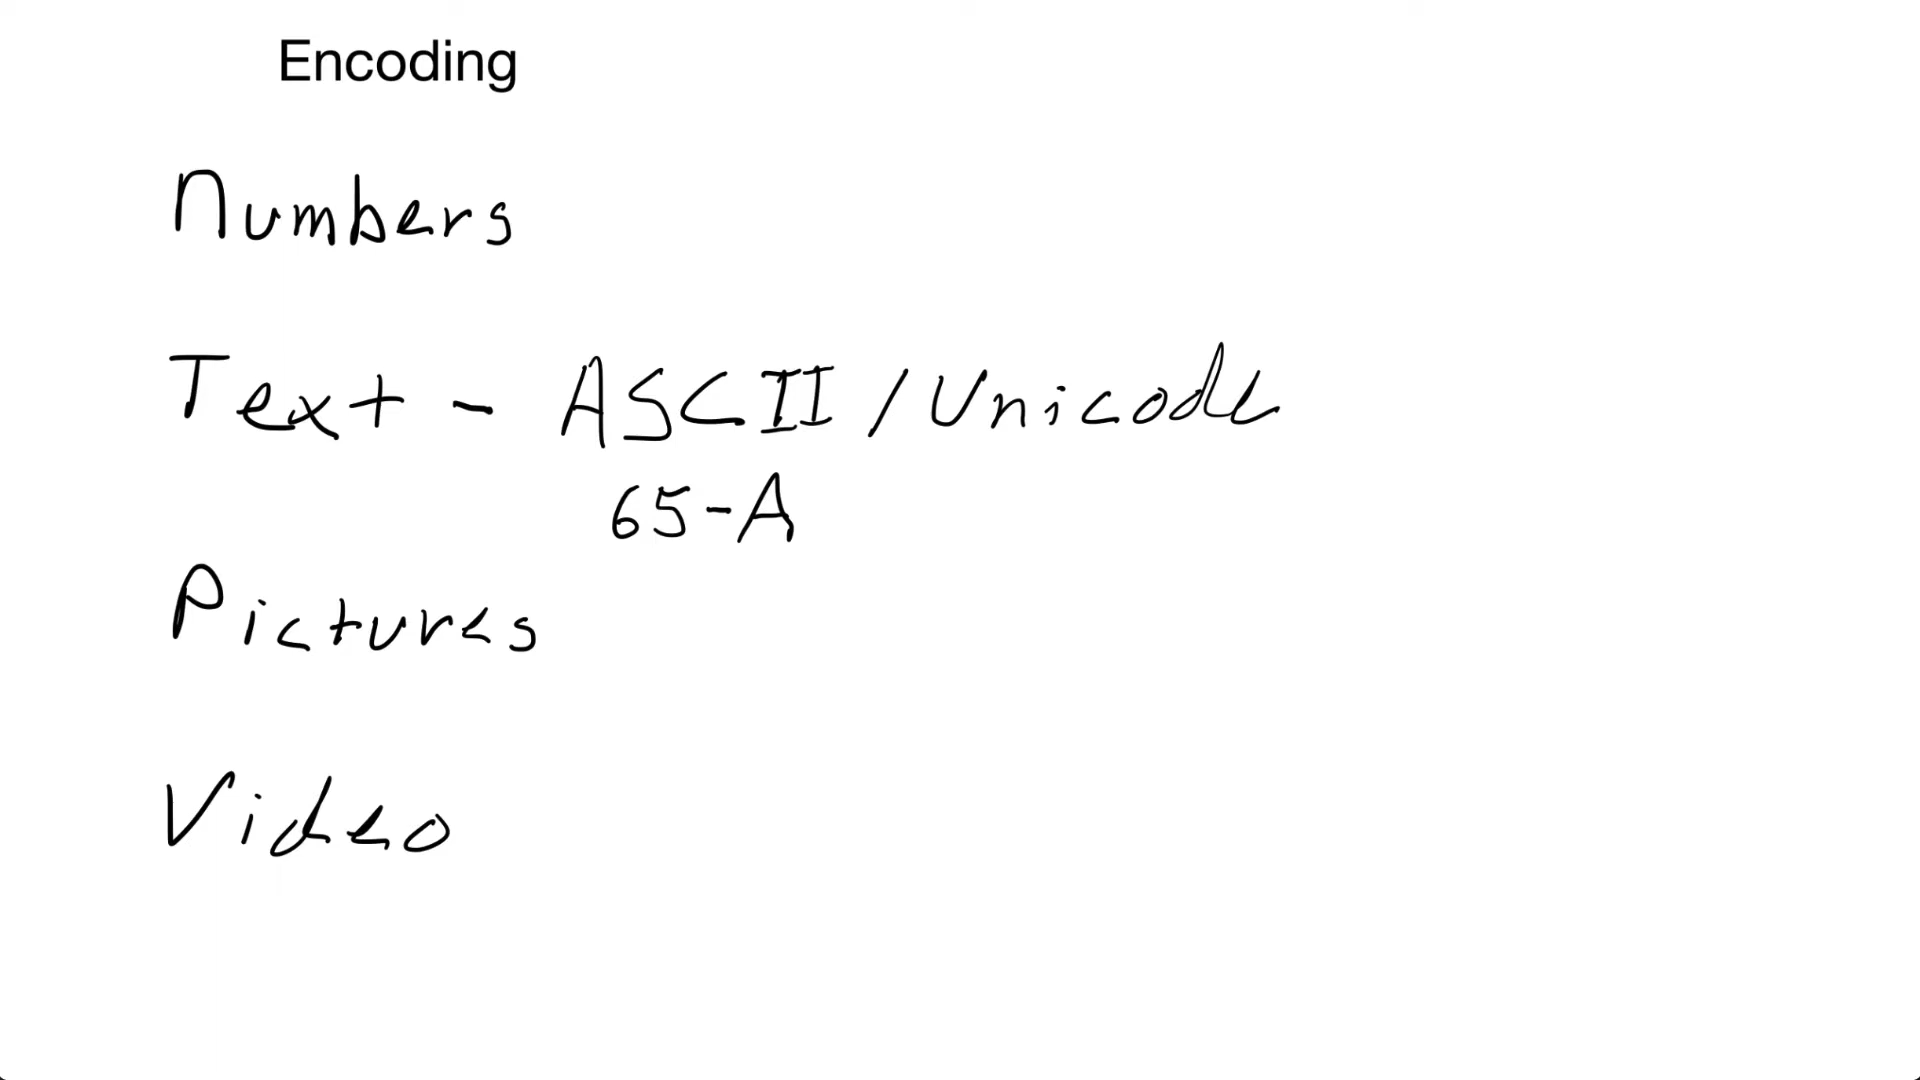 Encoding
Numbers
Text - ASCII / Unicode
65-A
Pictures
Video